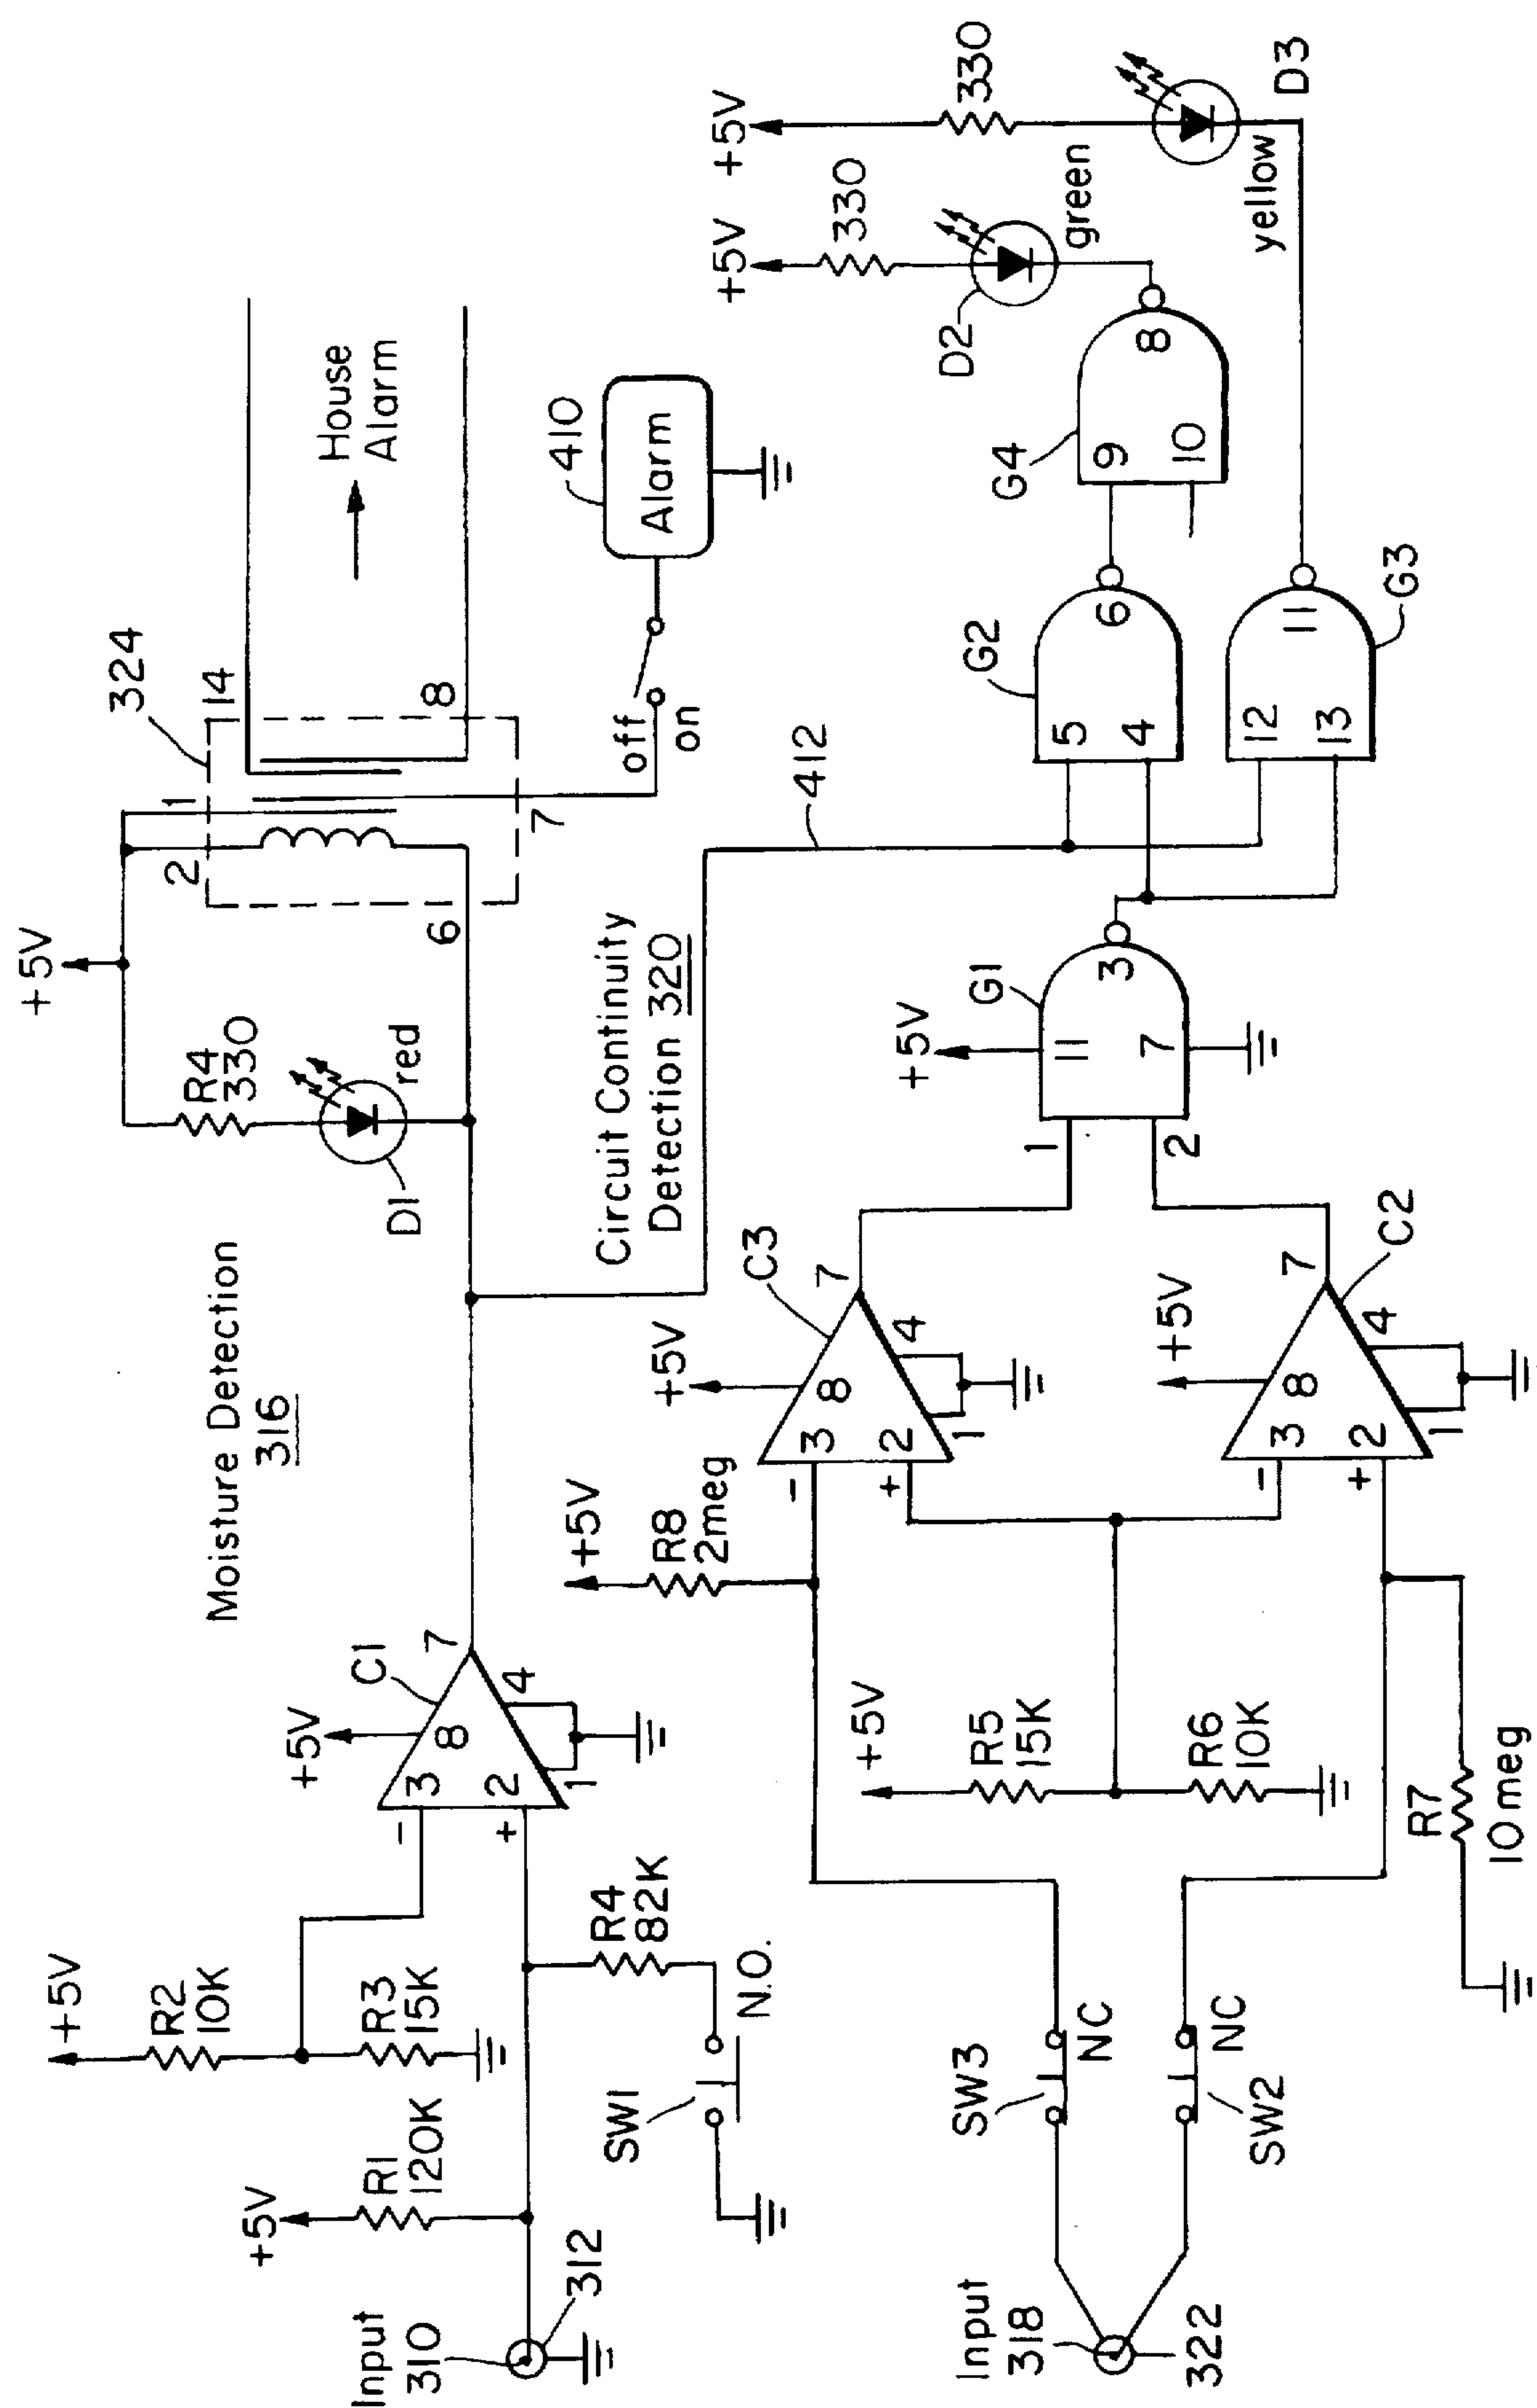 Moisture Detection
316
+5V
R2
10K
R3
15K
+5V
R1
120K
Input
310
312
SW1
N.O.
R4
82K
+5V
C1
-
3
+
2
8
7
1
4
+5V
R4
330
D1
red
324
2
1
6
7
14
8
House
Alarm
off
on
410
Alarm
Circuit Continuity
Detection 320
412
Input
318
322
SW3
NC
SW2
NC
+5V
R8
2meg
+5V
R5
15K
R6
10K
R7
10 meg
+5V
C3
-
3
+
2
8
7
1
4
+5V
C2
-
3
+
2
8
7
1
4
+5V
G1
1
2
11
7
3
G2
5
4
6
G3
12
13
11
G4
9
10
8
+5V
330
D2
green
+5V
330
yellow
D3